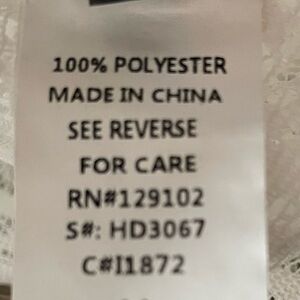 100% POLYESTER
MADE IN CHINA
SEE REVERSE
FOR CARE
RN#129102
S#: HD3067
C#I1872